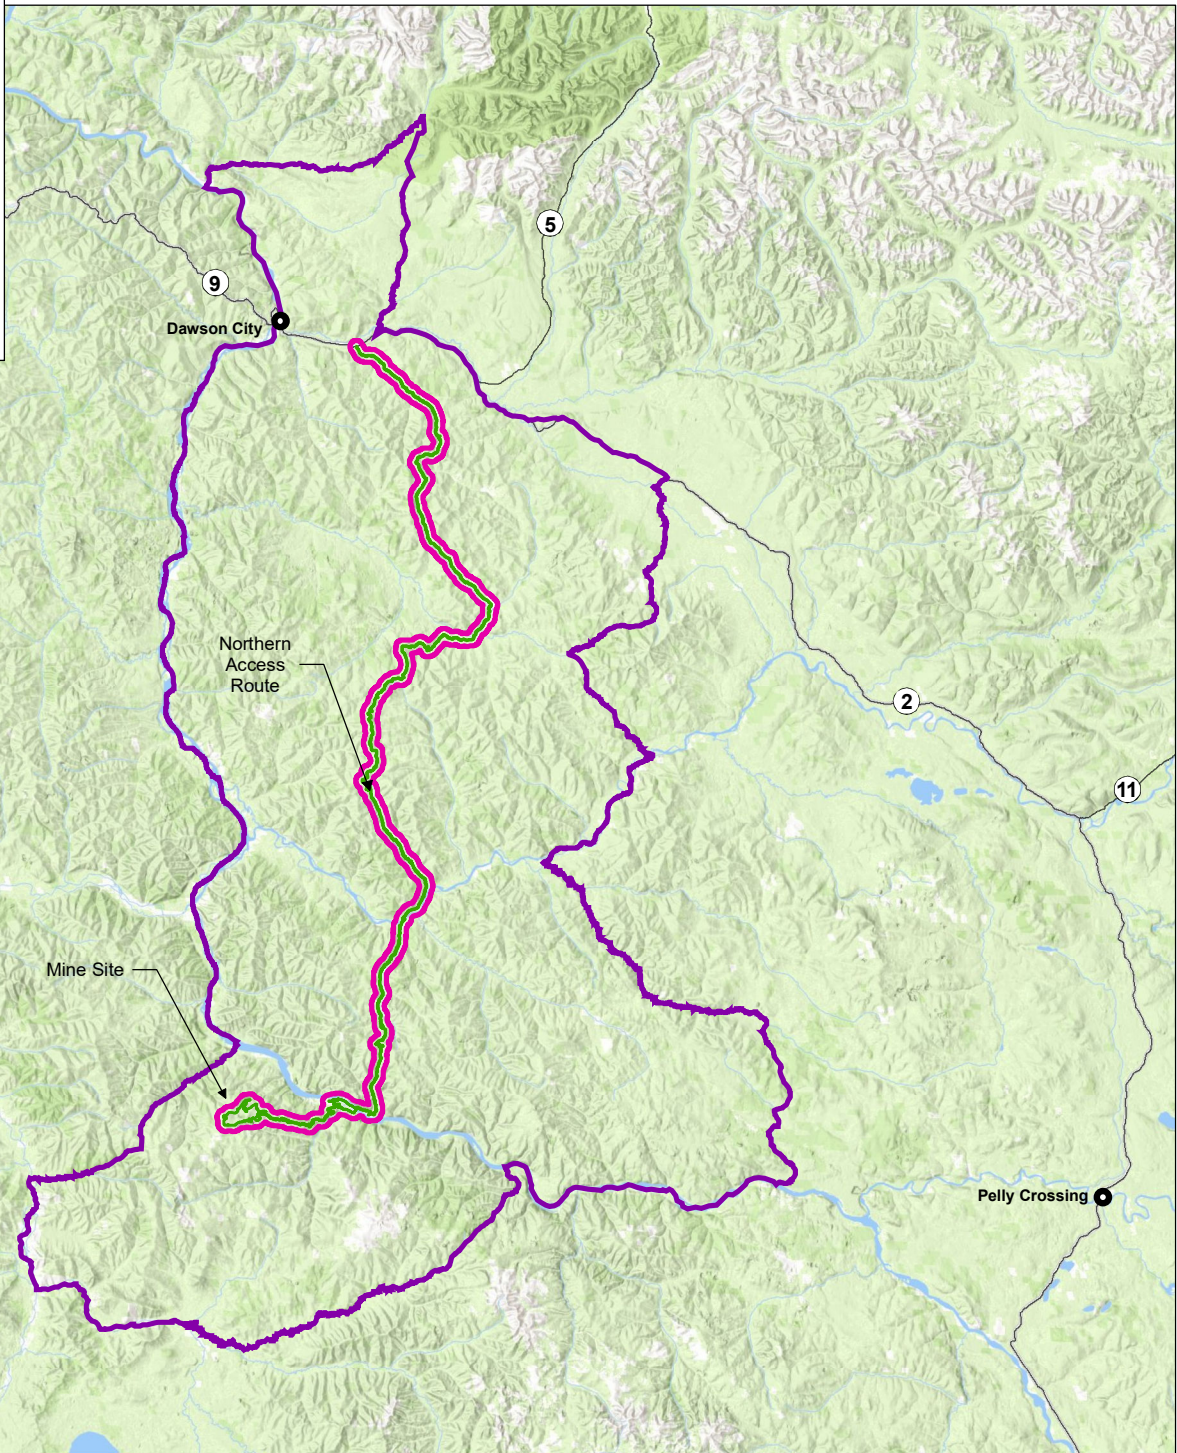 5
9
Dawson City
Northern
Access
Route
2
11
Mine Site
Pelly Crossing